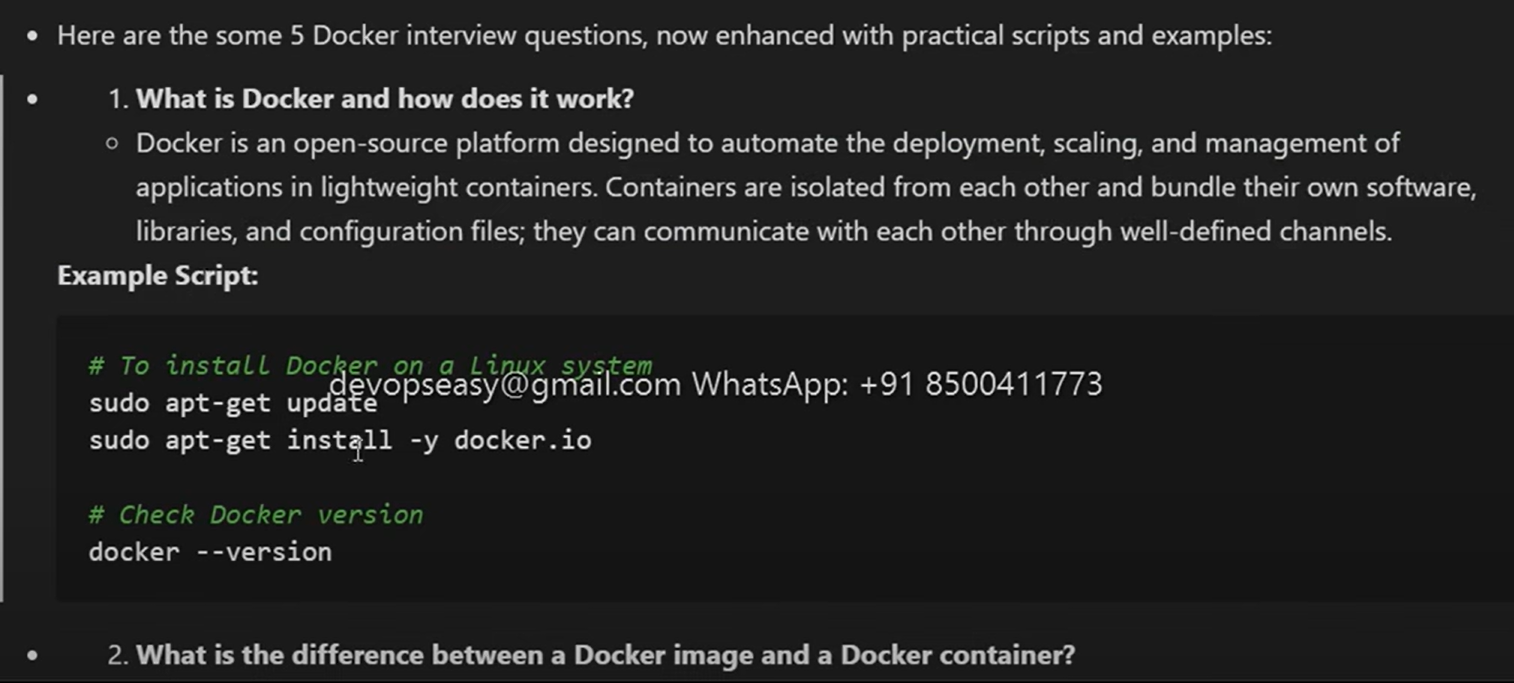 Here are the some 5 Docker interview questions, now enhanced with practical scripts and examples:
1. What is Docker and how does it work?
Docker is an open-source platform designed to automate the deployment, scaling, and management of
applications in lightweight containers. Containers are isolated from each other and bundle their own software,
libraries, and configuration files; they can communicate with each other through well-defined channels.
Example Script:
# To install Docker on a Linux system
devopseasy@gmail.com WhatsApp: +91 8500411773
sudo apt-get update
sudo apt-get install -y docker.io
# Check Docker version
docker --version
2. What is the difference between a Docker image and a Docker container?